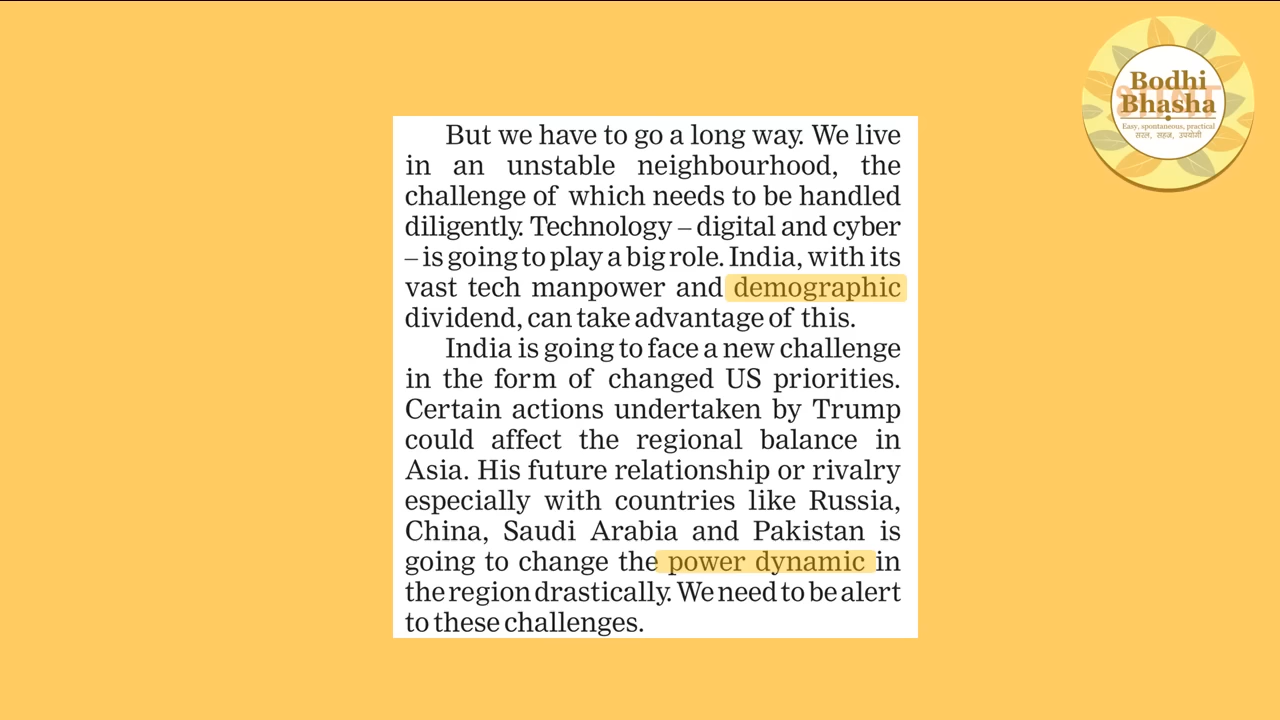 Bodhi
Bhasha
Easy, spontaneous, practical
सरल, सहज, उपयोगी
But we have to go a long way. We live
in an unstable neighbourhood, the
challenge of which needs to be handled
diligently. Technology – digital and cyber
– is going to play a big role. India, with its
vast tech manpower and demographic
dividend, can take advantage of this.
India is going to face a new challenge
in the form of changed US priorities.
Certain actions undertaken by Trump
could affect the regional balance in
Asia. His future relationship or rivalry
especially with countries like Russia,
China, Saudi Arabia and Pakistan is
going to change the power dynamic in
the region drastically. We need to be alert
to these challenges.